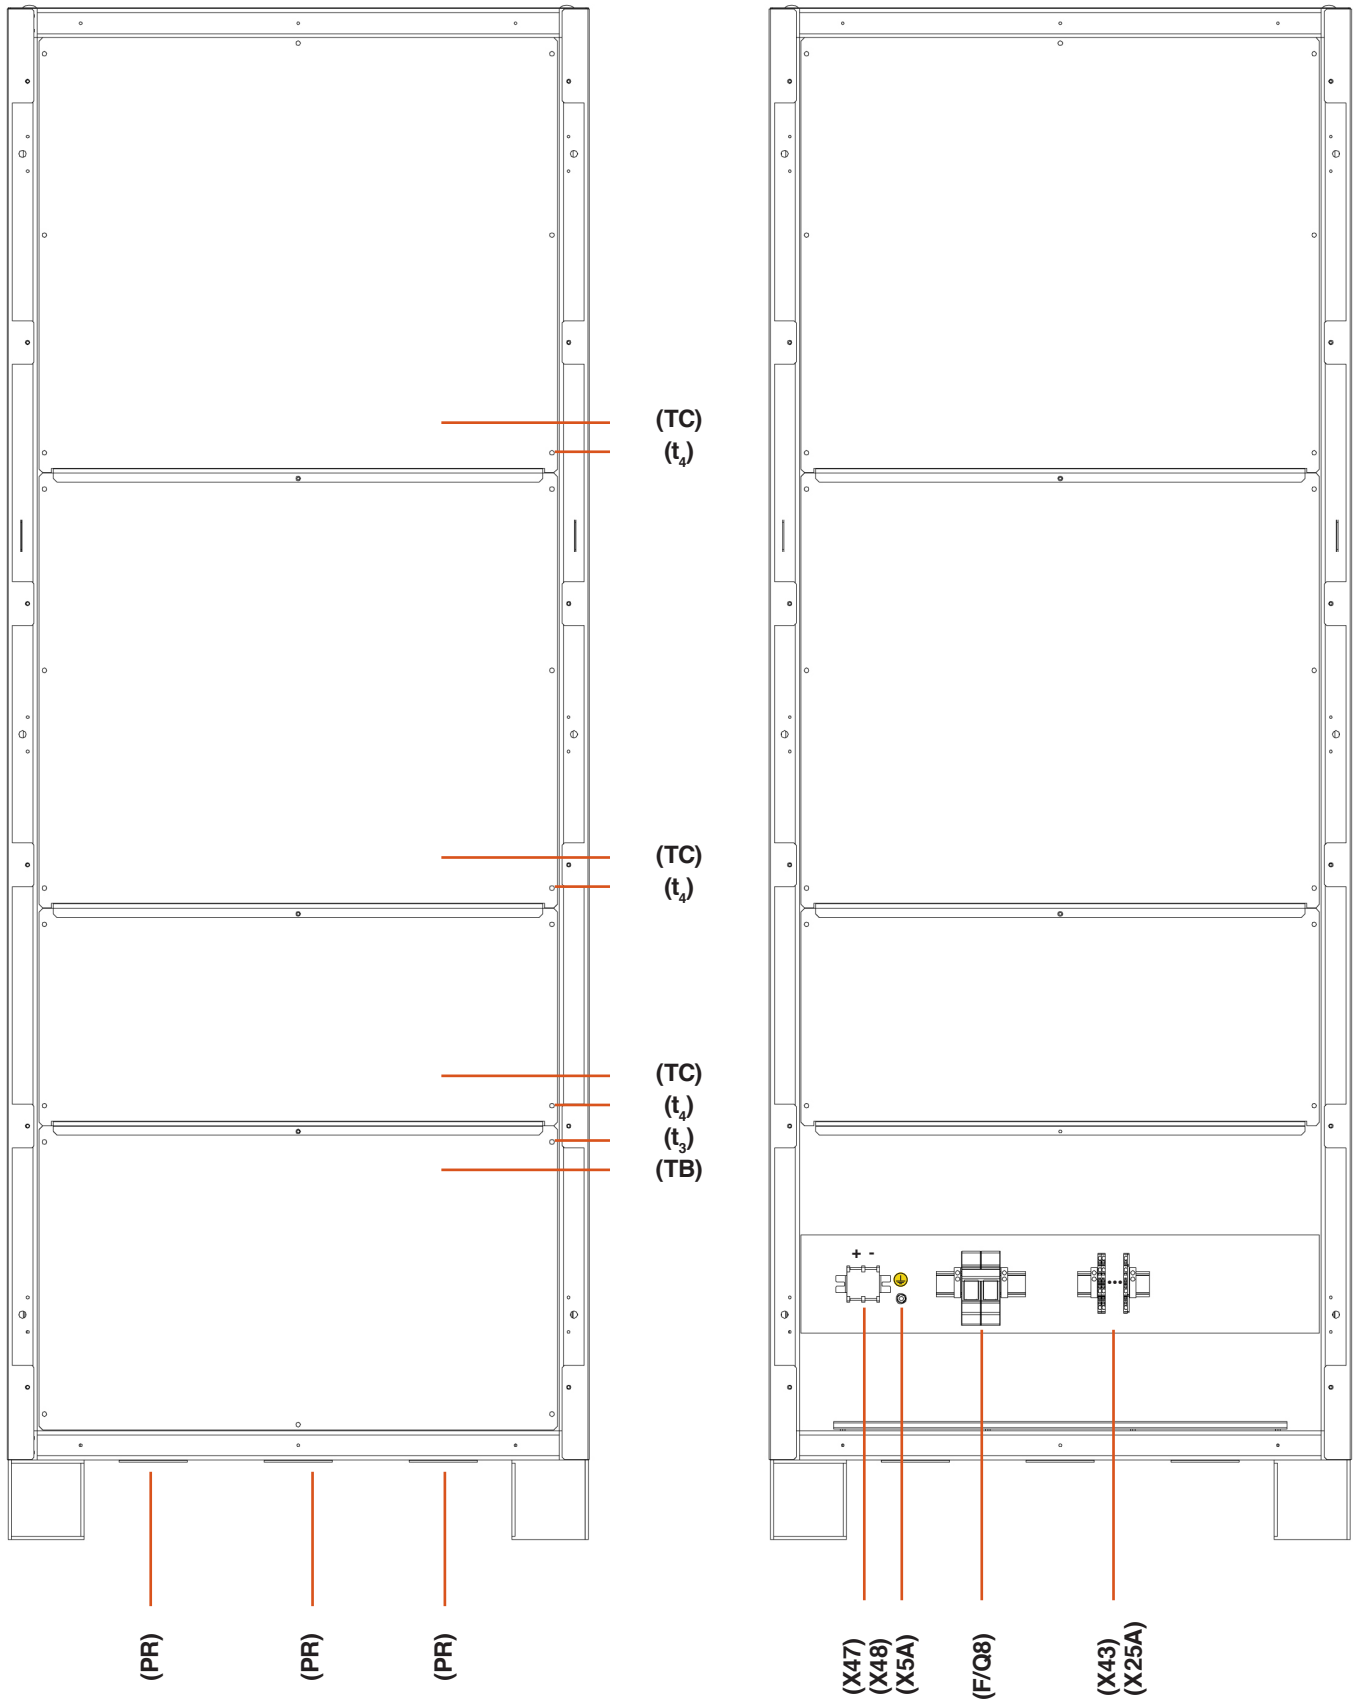 (TC)
(t4)
(TC)
(t4)
(TC)
(t4)
(t3)
(TB)
+ -
(PR)
(PR)
(PR)
(X47)
(X48)
(X5A)
(F/Q8)
(X43)
(X25A)